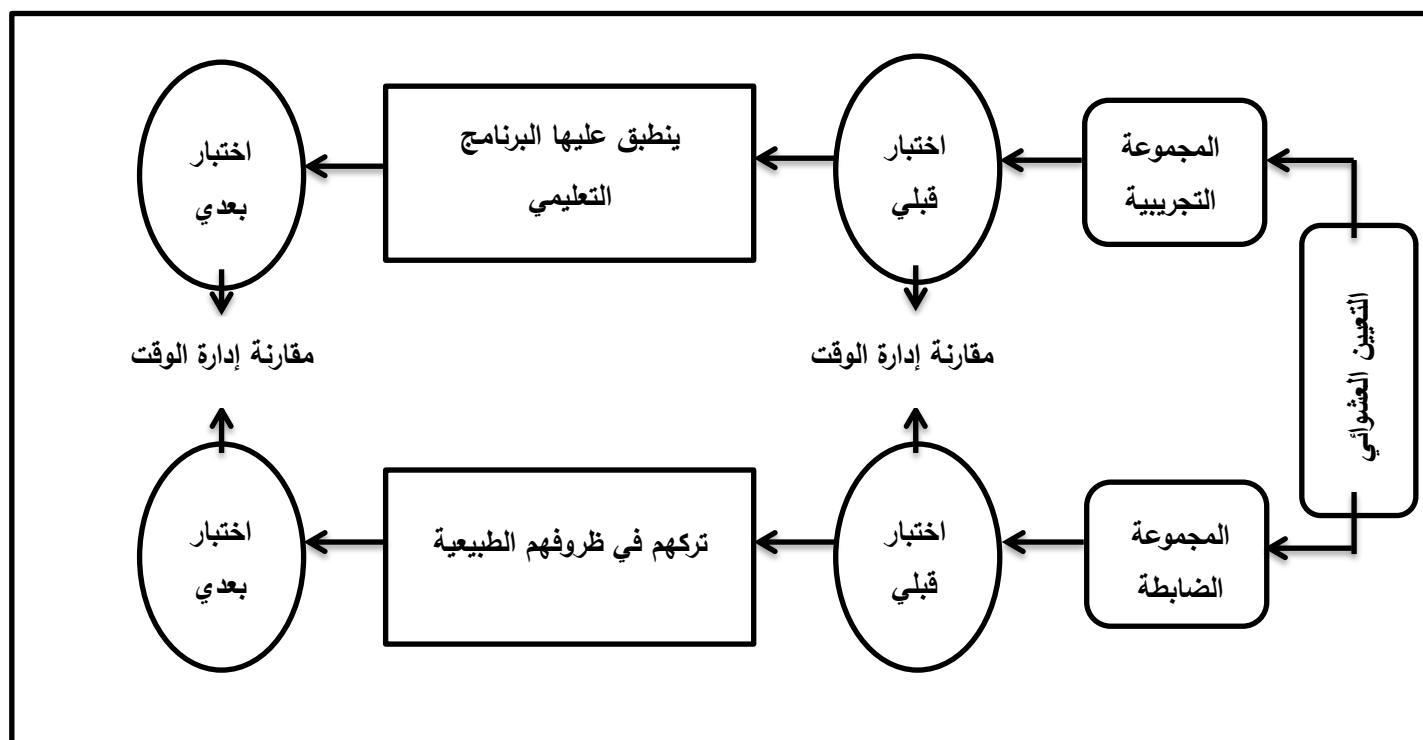 التعيين العشوائي
المجموعة
التجريبية
اختبار
قبلي
ينطبق عليها البرنامج
التعليمي
اختبار
بعدي
مقارنة إدارة الوقت
مقارنة إدارة الوقت
المجموعة
الضابطة
اختبار
قبلي
تركهم في ظروفهم الطبيعية
اختبار
بعدي